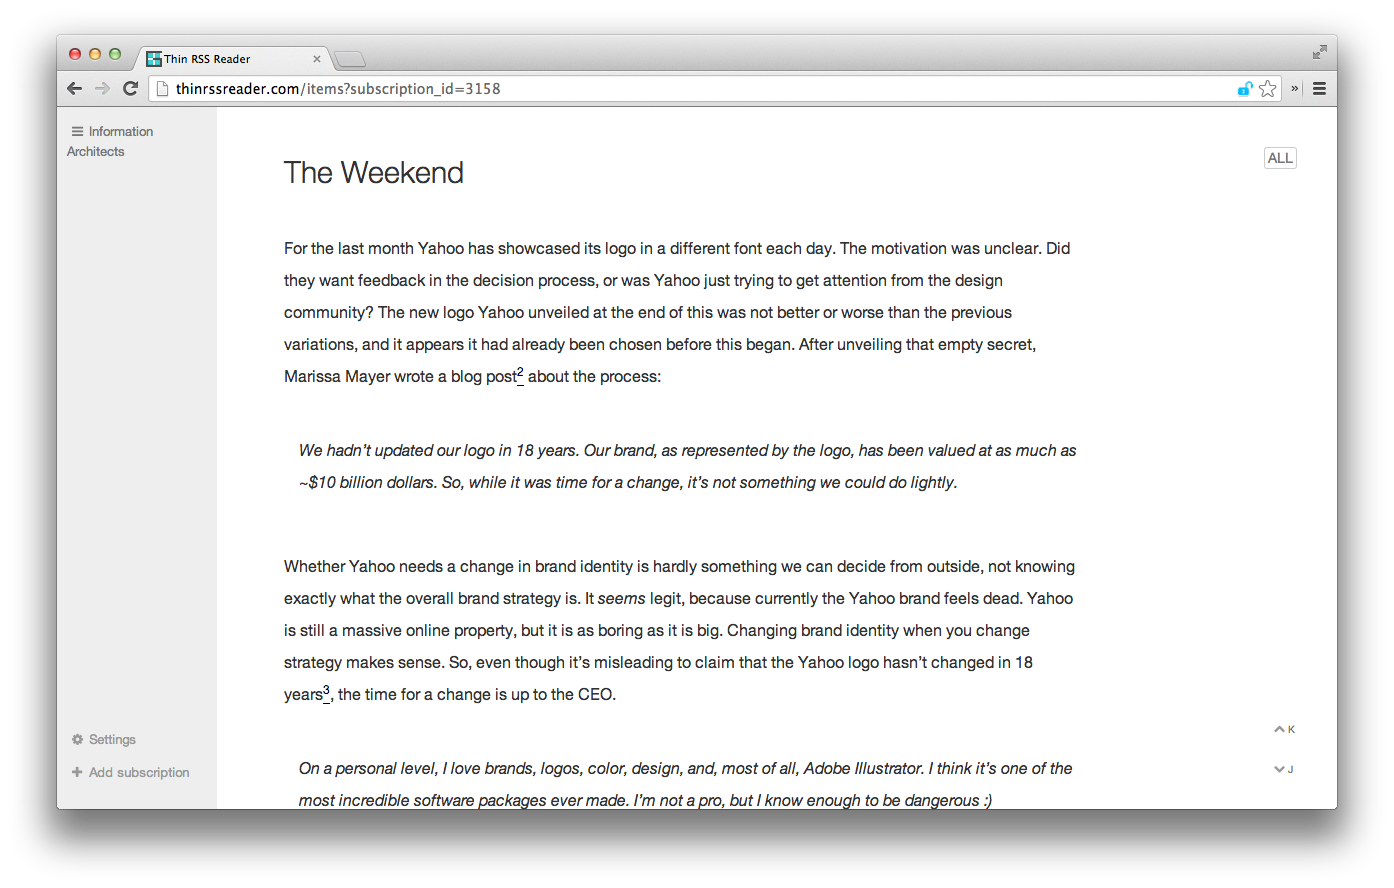 Thin RSS Reader
thinrssreader.com/items?subscription_id=3158
Information
Architects
ALL
The Weekend
For the last month Yahoo has showcased its logo in a different font each day. The motivation was unclear. Did
they want feedback in the decision process, or was Yahoo just trying to get attention from the design
community? The new logo Yahoo unveiled at the end of this was not better or worse than the previous
variations, and it appears it had already been chosen before this began. After unveiling that empty secret,
Marissa Mayer wrote a blog post2 about the process:
We hadn’t updated our logo in 18 years. Our brand, as represented by the logo, has been valued at as much as
~$10 billion dollars. So, while it was time for a change, it’s not something we could do lightly.
Whether Yahoo needs a change in brand identity is hardly something we can decide from outside, not knowing
exactly what the overall brand strategy is. It seems legit, because currently the Yahoo brand feels dead. Yahoo
is still a massive online property, but it is as boring as it is big. Changing brand identity when you change
strategy makes sense. So, even though it’s misleading to claim that the Yahoo logo hasn’t changed in 18
years3, the time for a change is up to the CEO.
On a personal level, I love brands, logos, color, design, and, most of all, Adobe Illustrator. I think it’s one of the
most incredible software packages ever made. I’m not a pro, but I know enough to be dangerous :)
Settings
Add subscription
K
J